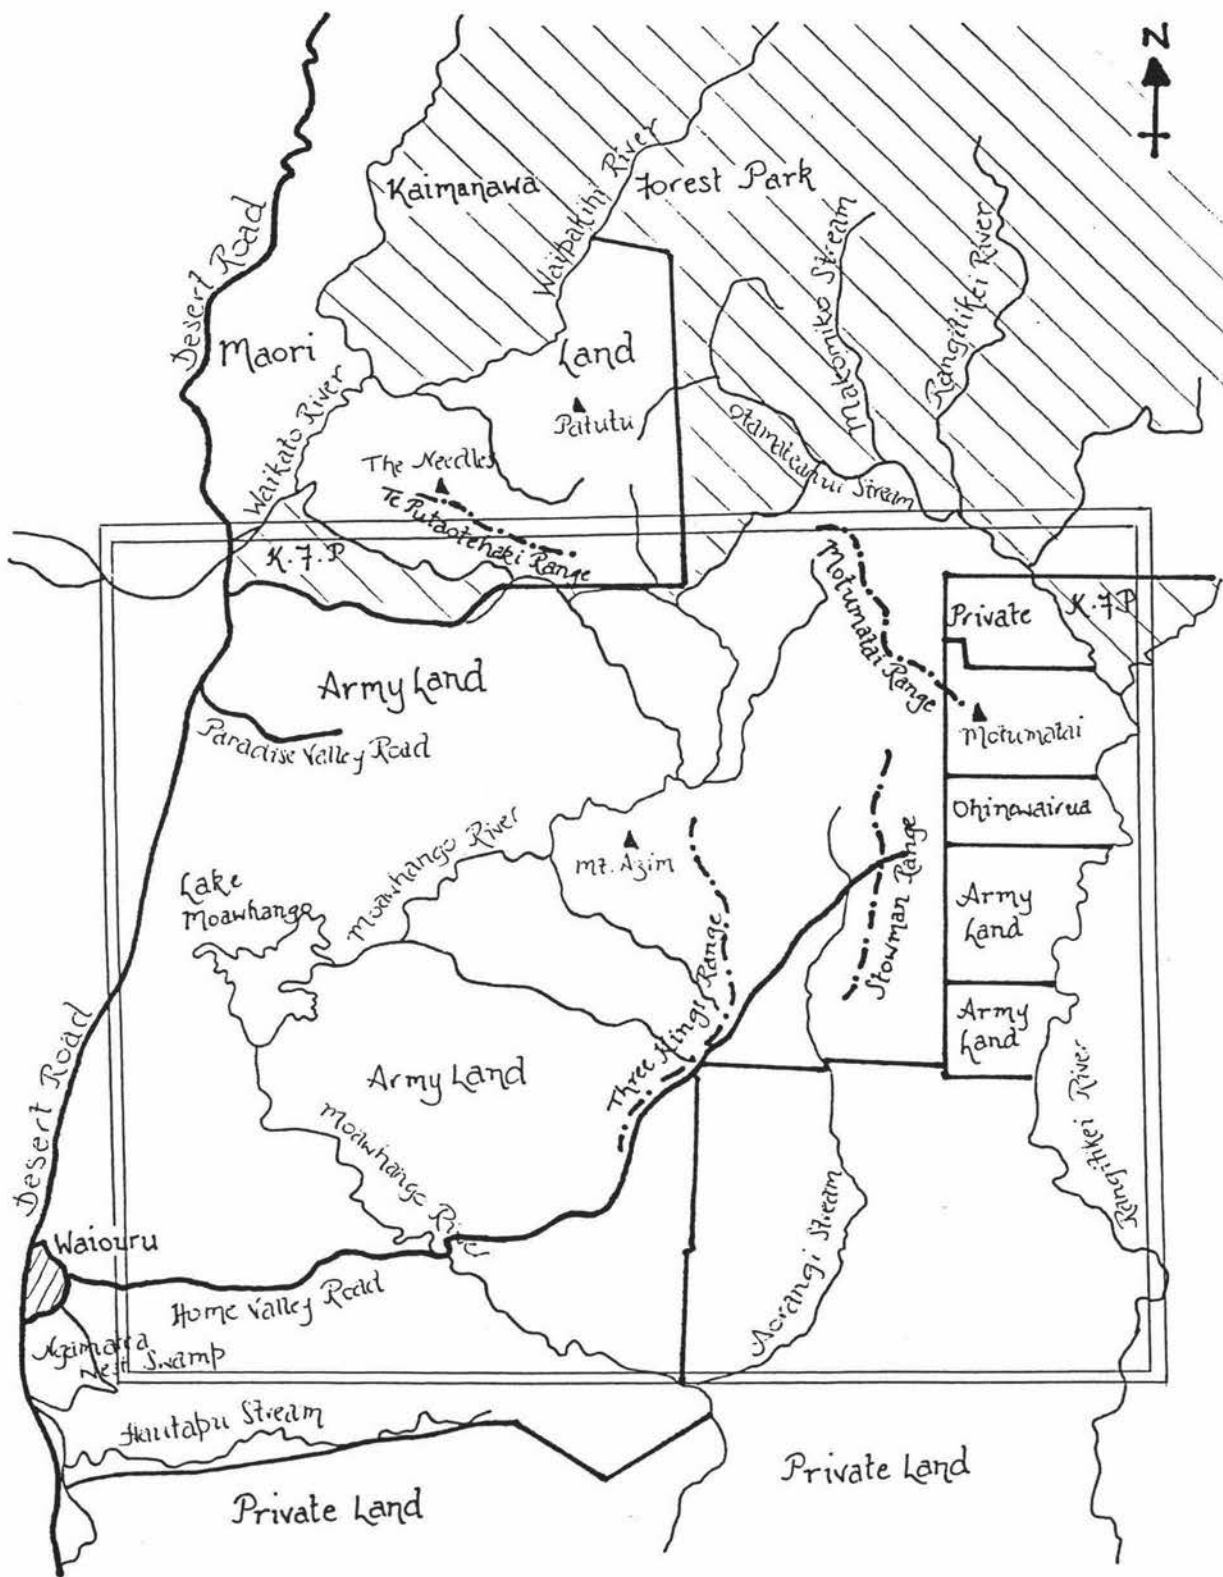 N
Kaimanawa
Forest Park
Waipakihi River
Desert Road
Makomiko Stream
Rangitikei River
Maori
Land
Waikato River
Patutu
Otamateanui Stream
The Needles
Te Putaotehaki Range
K.F.P
Motumatai Range
Private
K.F.P
Army Land
Paradise Valley Road
Motumatai
Ohinewairua
Moawhango River
Mt. Azim
Lake
Moawhango
Stowman Range
Army
Land
Three Kings Range
Army
Land
Army Land
Desert Road
Moawhango River
Rangitikei River
Aorangi Stream
Waiouru
Home Valley Road
West Swamp
Hautapu Stream
Private Land
Private Land